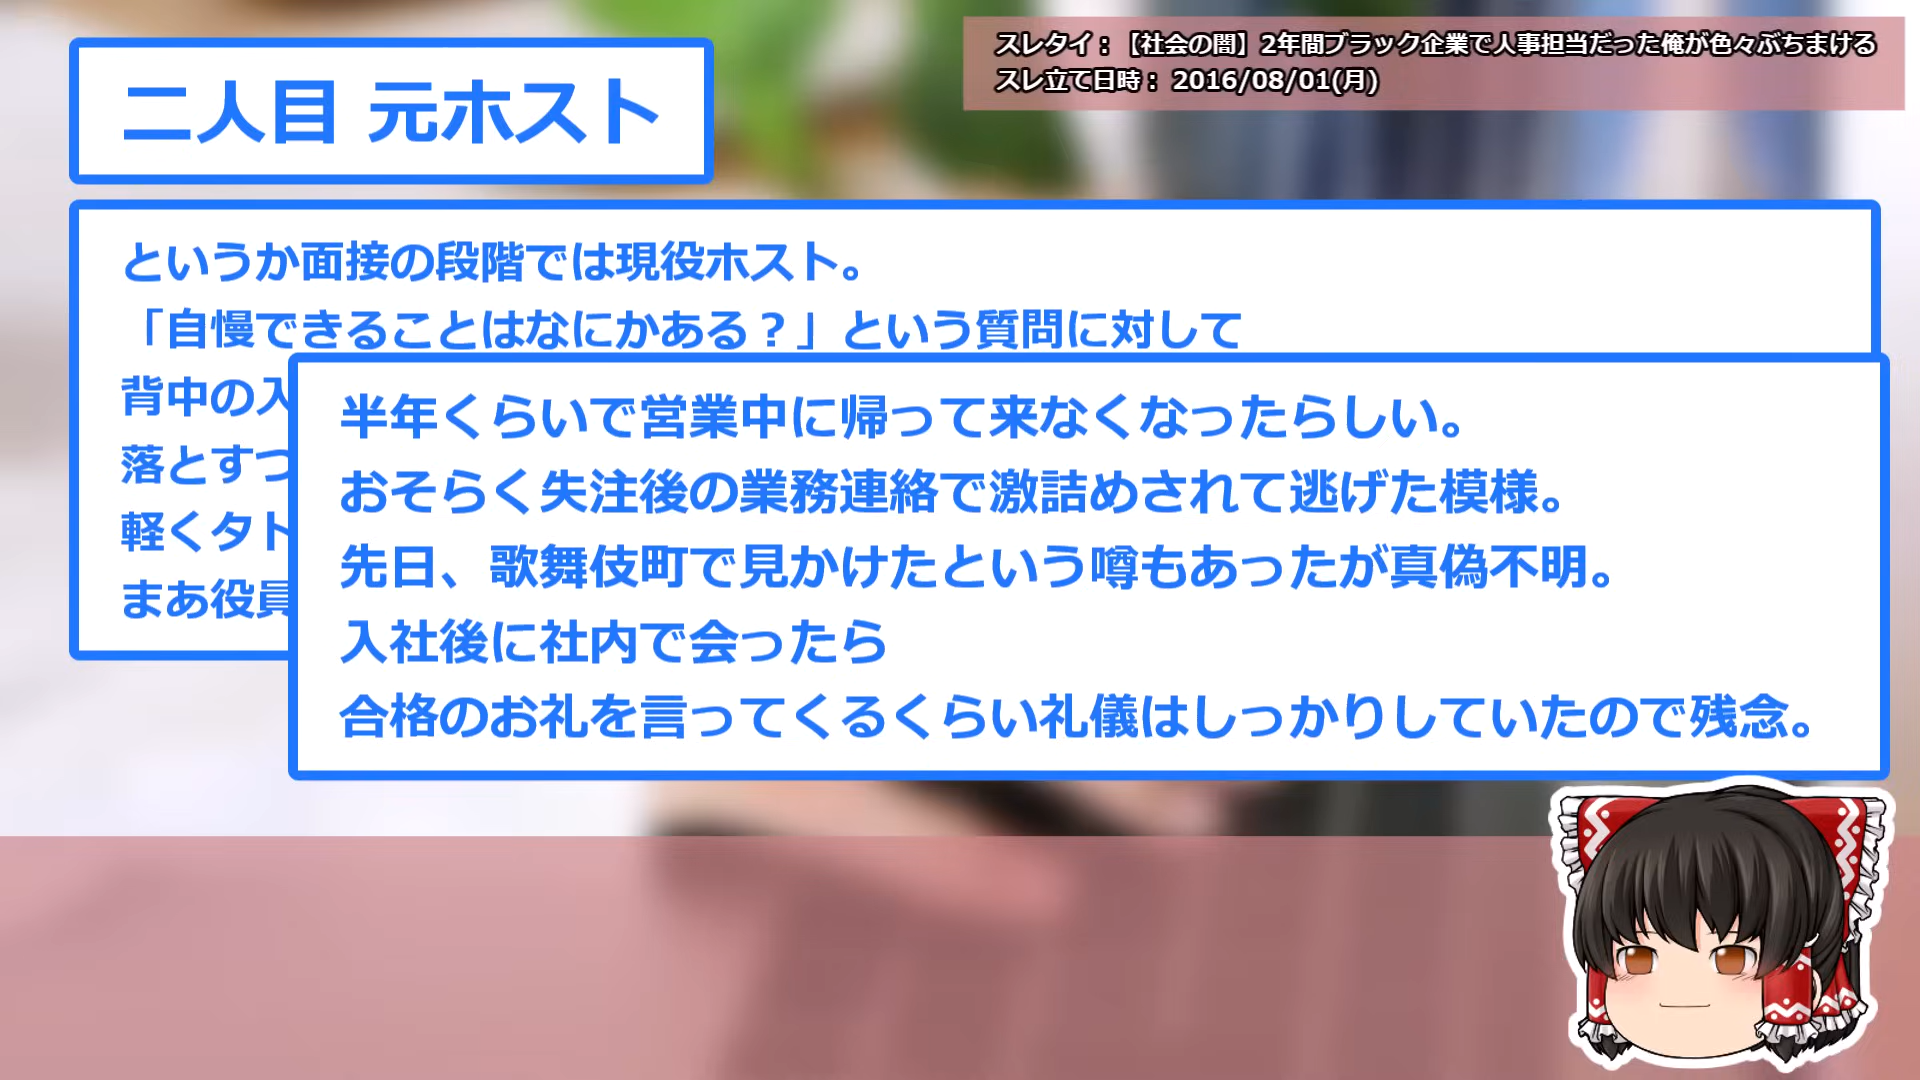 スレタイ：【社会の闇】2年間ブラック企業で人事担当だった俺が色々ぶちまける
スレ立て日時： 2016/08/01(月)
二人目 元ホスト
というか面接の段階では現役ホスト。
「自慢できることはなにかある？」という質問に対して
背中の入
落とすつ
軽くタト
まあ役員
半年くらいで営業中に帰って来なくなったらしい。
おそらく失注後の業務連絡で激詰めされて逃げた模様。
先日、歌舞伎町で見かけたという噂もあったが真偽不明。
入社後に社内で会ったら
合格のお礼を言ってくるくらい礼儀はしっかりしていたので残念。